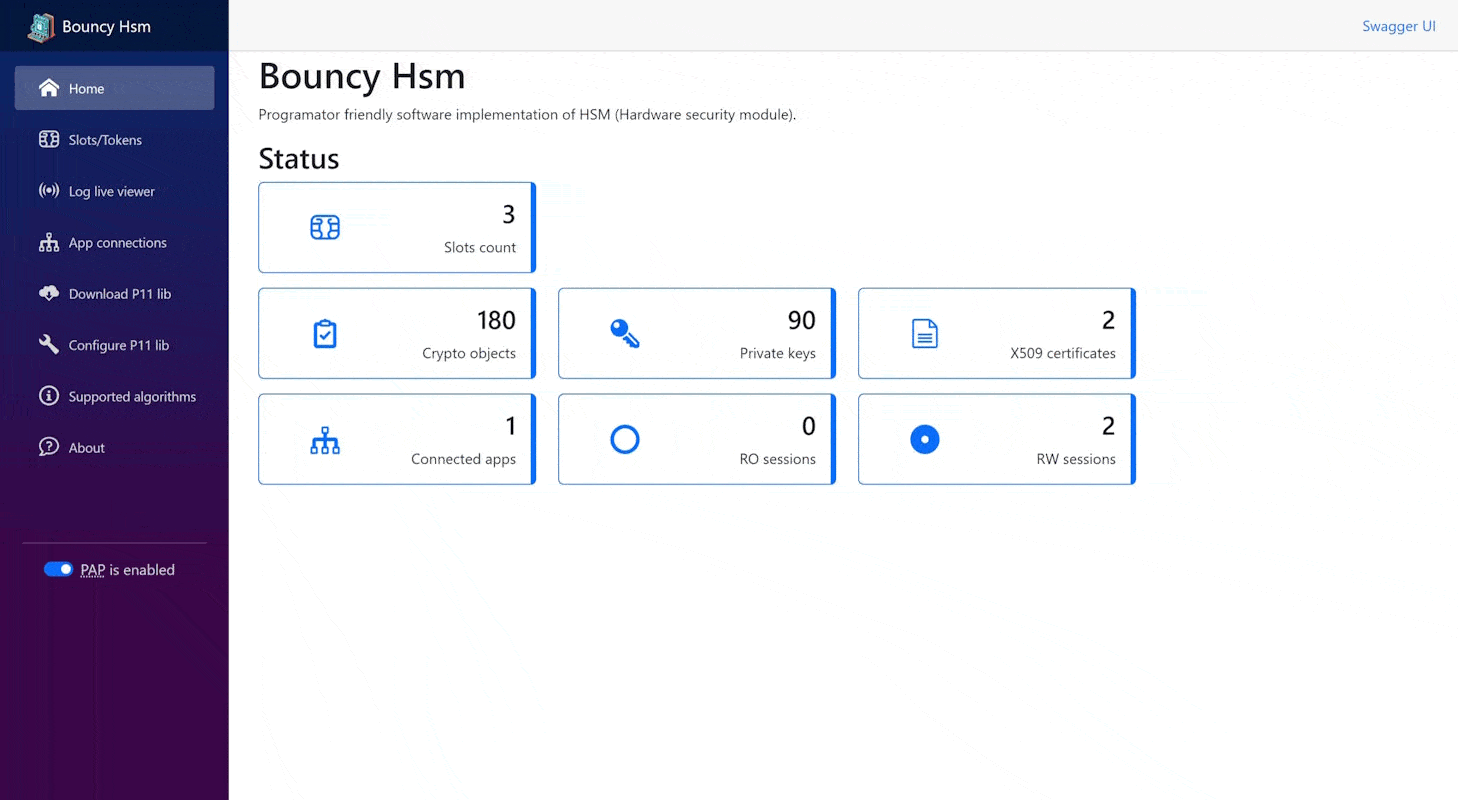 Bouncy Hsm
Swagger UI
Home
Slots/Tokens
Log live viewer
App connections
Download P11 lib
Configure P11 lib
Supported algorithms
About
PAP is enabled
Bouncy Hsm
Programator friendly software implementation of HSM (Hardware security module).
Status
3
Slots count
180
Crypto objects
90
Private keys
2
X509 certificates
1
Connected apps
0
RO sessions
2
RW sessions